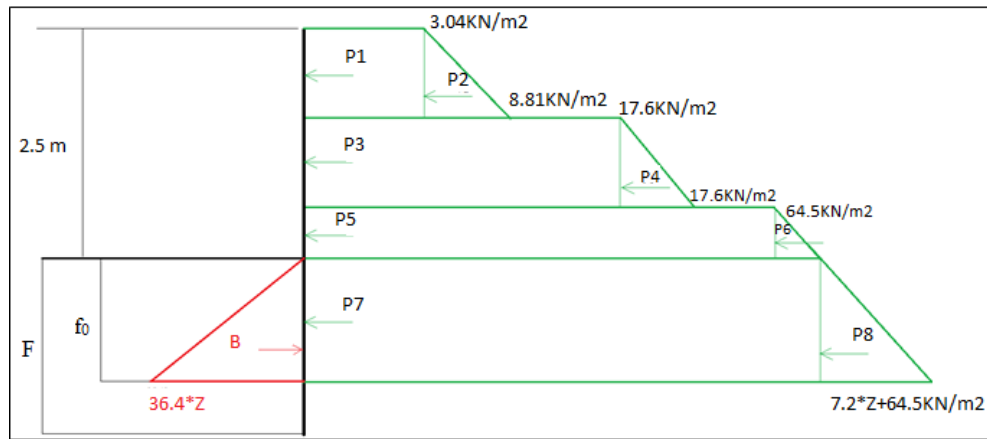 3.04KN/m2
P1
P2
8.81KN/m2
17.6KN/m2
2.5 m
P3
P4
17.6KN/m2
P5
64.5KN/m2
P6
P7
f0
F
B
P8
36.4*Z
7.2*Z+64.5KN/m2